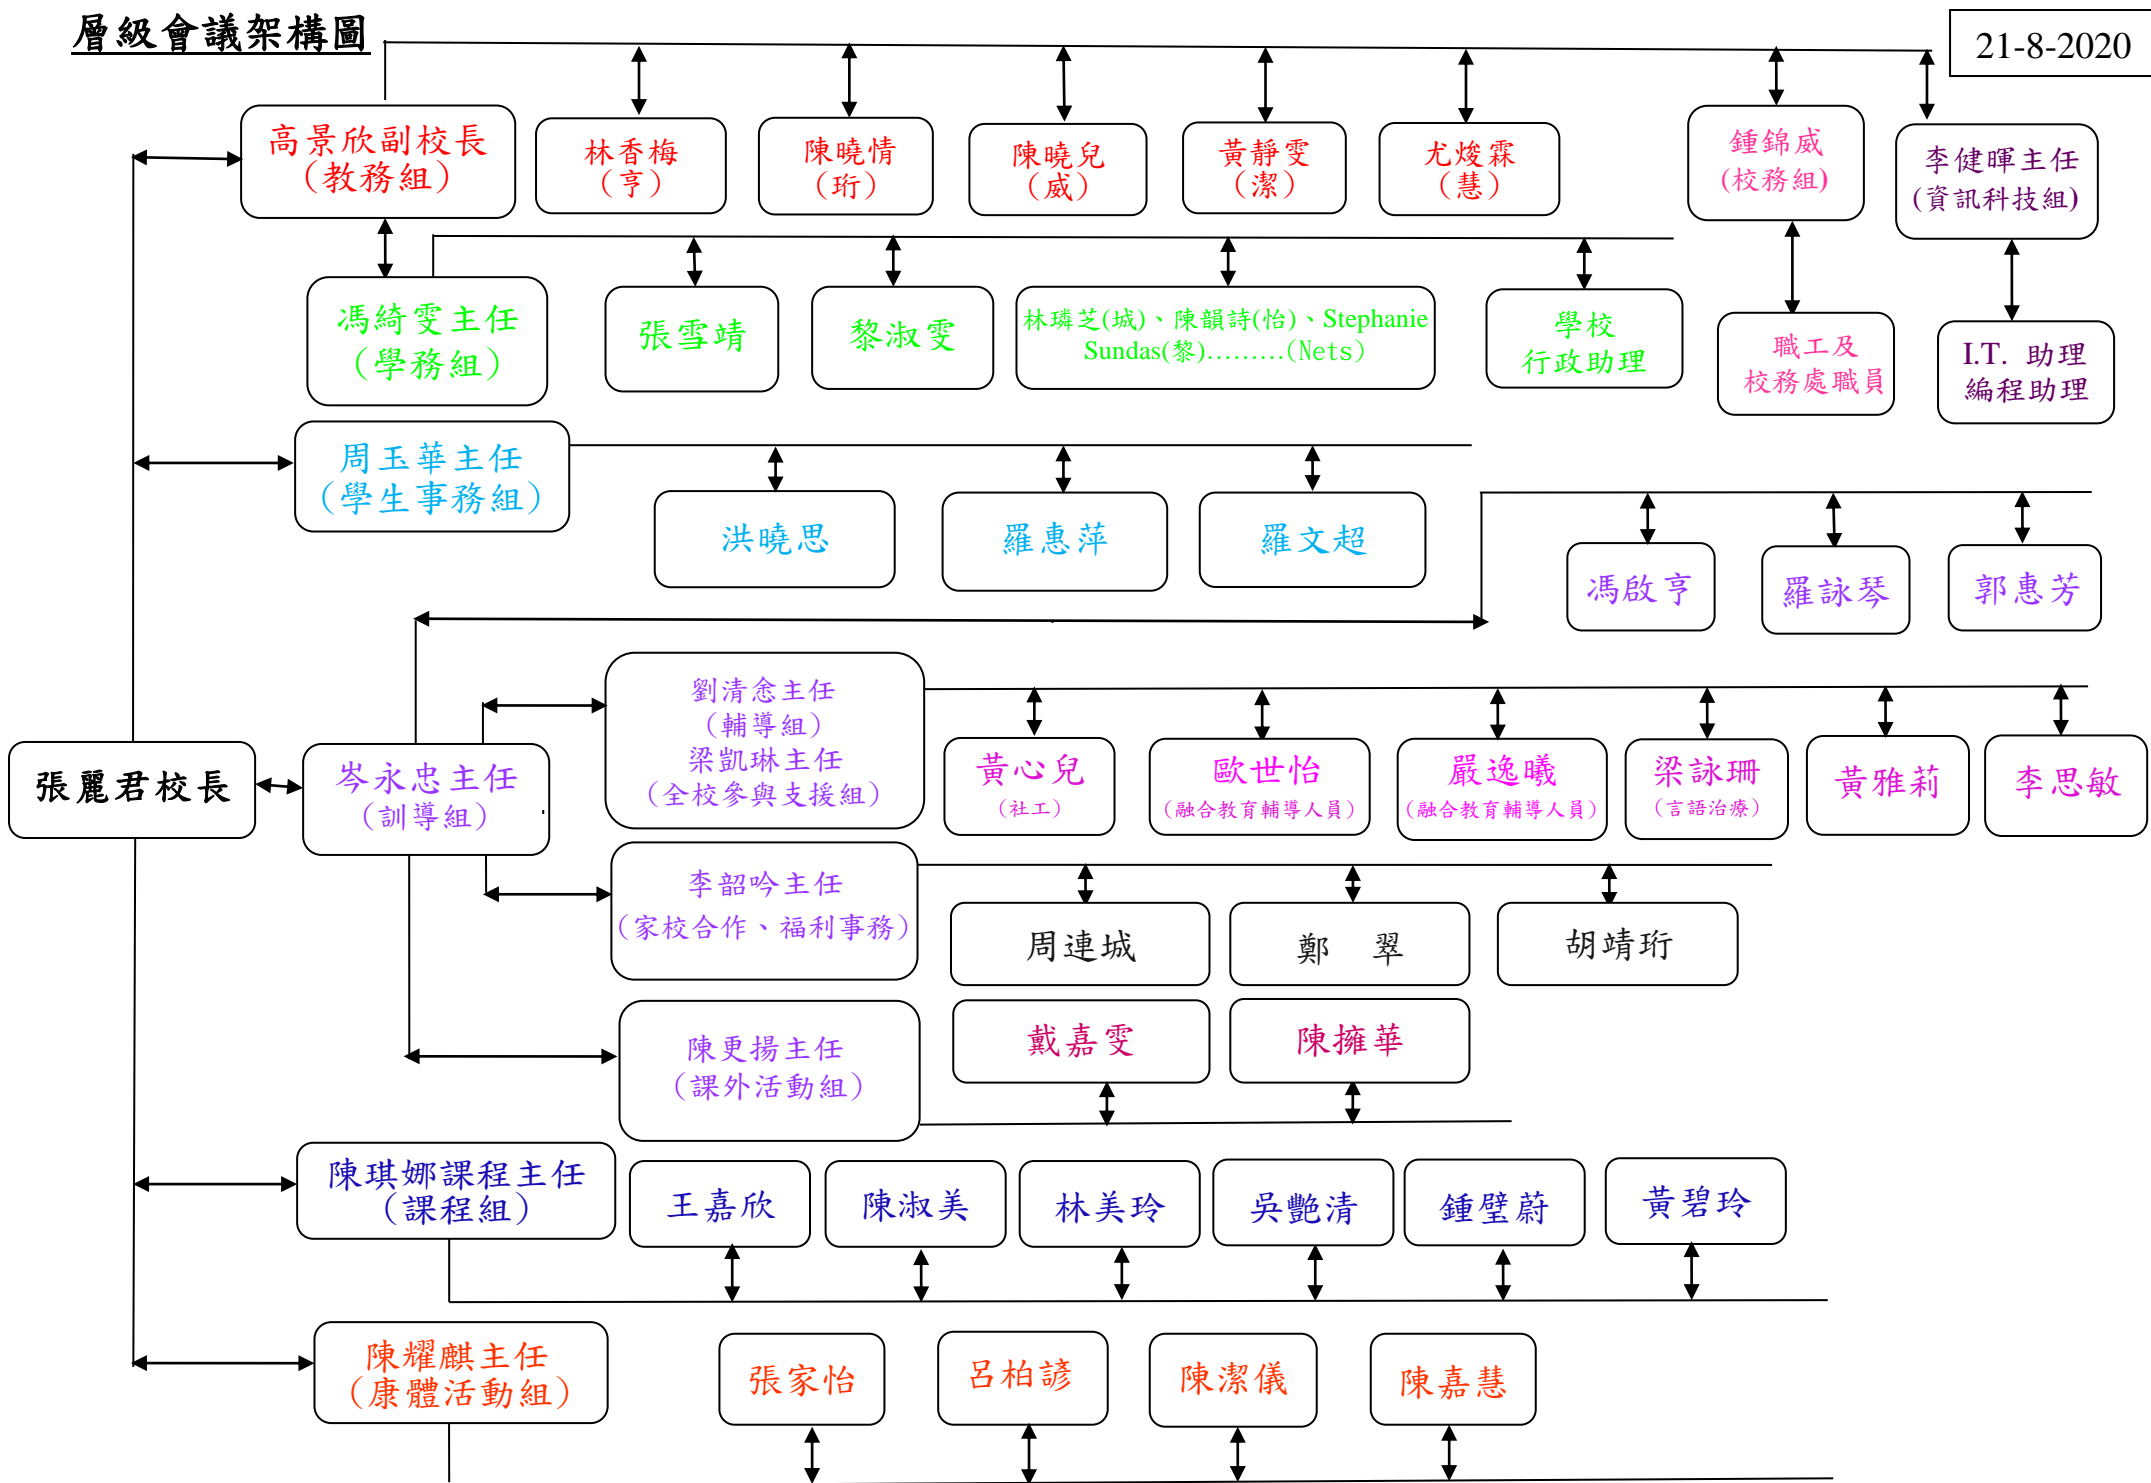 層級會議架構圖
21-8-2020
高景欣副校長
（教務組）
林香梅
（亨）
陳曉情
（珩）
陳曉兒
（威）
黃靜雯
（潔）
尤焌霖
（慧）
鍾錦威
(校務組)
李健暉主任
(資訊科技組)
馮綺雯主任
（學務組）
張雪靖
黎淑雯
林璘芝(城)、陳韻詩(怡)、Stephanie
Sundas(黎)………(Nets)
學校
行政助理
職工及
校務處職員
I.T. 助理
編程助理
周玉華主任
（學生事務組）
洪曉思
羅惠萍
羅文超
馮啟亨
羅詠琴
郭惠芳
劉清悆主任
（輔導組）
梁凱琳主任
（全校參與支援組）
張麗君校長
岑永忠主任
（訓導組）
黃心兒
（社工）
歐世怡
（融合教育輔導人員）
嚴逸曦
（融合教育輔導人員）
梁詠珊
（言語治療）
黃雅莉
李思敏
李韶吟主任
（家校合作、福利事務）
周連城
鄭　翠
胡靖珩
陳更揚主任
（課外活動組）
戴嘉雯
陳擁華
陳琪娜課程主任
（課程組）
王嘉欣
陳淑美
林美玲
吳艷清
鍾璧蔚
黃碧玲
陳耀麒主任
（康體活動組）
張家怡
呂柏諺
陳潔儀
陳嘉慧